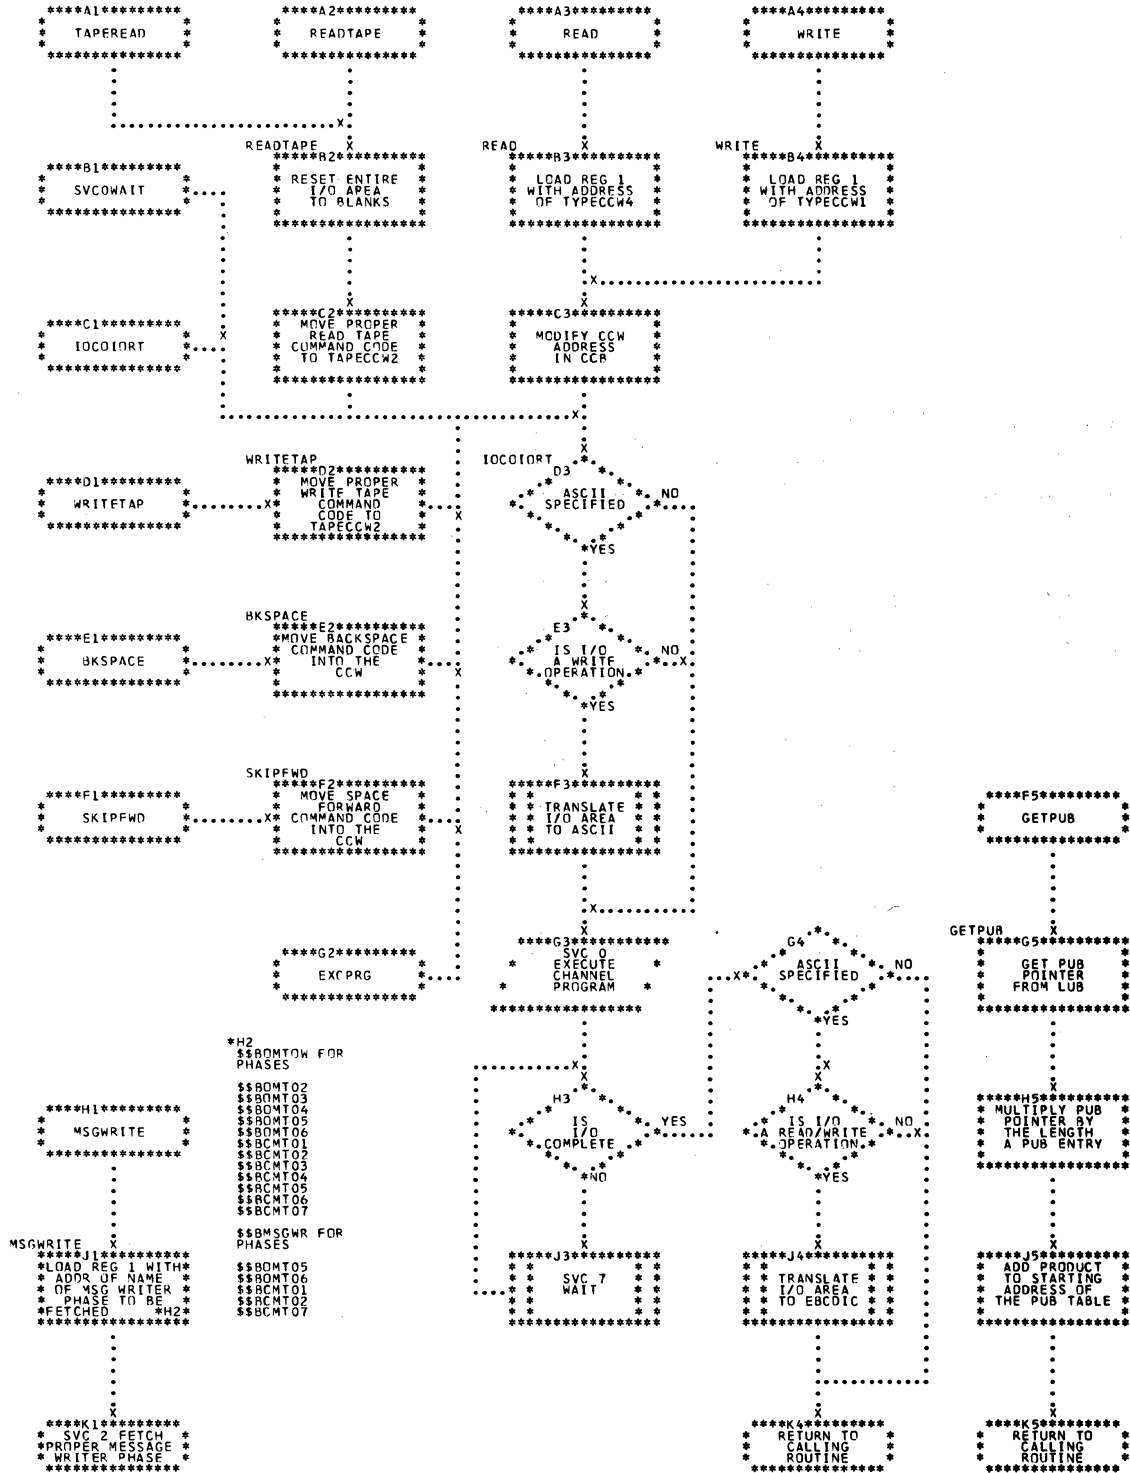 A1
TAPEREAD
A2
READTAPE
A3
READ
A4
WRITE
B1
SVCOWAIT
READTAPE
B2
RESET ENTIRE
I/O AREA
TO BLANKS
READ
B3
LOAD REG 1
WITH ADDRESS
OF TYPECCW4
WRITE
B4
LOAD REG 1
WITH ADDRESS
OF TYPECCW1
C1
IOCOIORT
C2
MOVE PROPER
READ TAPE
COMMAND CODE
TO TAPECCW2
C3
MODIFY CCW
ADDRESS
IN CCB
D1
WRITETAP
WRITETAP
D2
MOVE PROPER
WRITE TAPE
COMMAND
CODE TO
TAPECCW2
IOCOIORT
D3
ASCII
SPECIFIED
NO
YES
E1
BKSPACE
BKSPACE
E2
MOVE BACKSPACE
COMMAND CODE
INTO THE
CCW
E3
IS I/O
A WRITE
OPERATION
NO
YES
F1
SKIPFWD
SKIPFWD
F2
MOVE SPACE
FORWARD
COMMAND CODE
INTO THE
CCW
F3
TRANSLATE
I/O AREA
TO ASCII
F5
GETPUB
G2
EXCPRG
G3
SVC 0
EXECUTE
CHANNEL
PROGRAM
G4
ASCII
SPECIFIED
NO
YES
GETPUB
G5
GET PUB
POINTER
FROM LUB
H1
MSGWRITE
*H2
$$BOMTOW FOR
PHASES
$$BOMT02
$$BOMT03
$$BOMT04
$$BOMT05
$$BOMT06
$$BCMT01
$$BCMT02
$$BCMT03
$$BCMT04
$$BCMT05
$$BCMT06
$$BCMT07
$$BMSGWR FOR
PHASES
$$BOMT05
$$BOMT06
$$BCMT01
$$BCMT02
$$BCMT07
H3
IS
I/O
COMPLETE
YES
NO
H4
IS I/O
A READ/WRITE
OPERATION
NO
YES
H5
MULTIPLY PUB
POINTER BY
THE LENGTH
A PUB ENTRY
MSGWRITE
J1
LOAD REG 1 WITH
ADDR OF NAME
OF MSG WRITER
PHASE TO BE
FETCHED *H2*
J3
SVC 7
WAIT
J4
TRANSLATE
I/O AREA
TO EBCDIC
J5
ADD PRODUCT
TO STARTING
ADDRESS OF
THE PUB TABLE
K1
SVC 2 FETCH
PROPER MESSAGE
WRITER PHASE
K4
RETURN TO
CALLING
ROUTINE
K5
RETURN TO
CALLING
ROUTINE